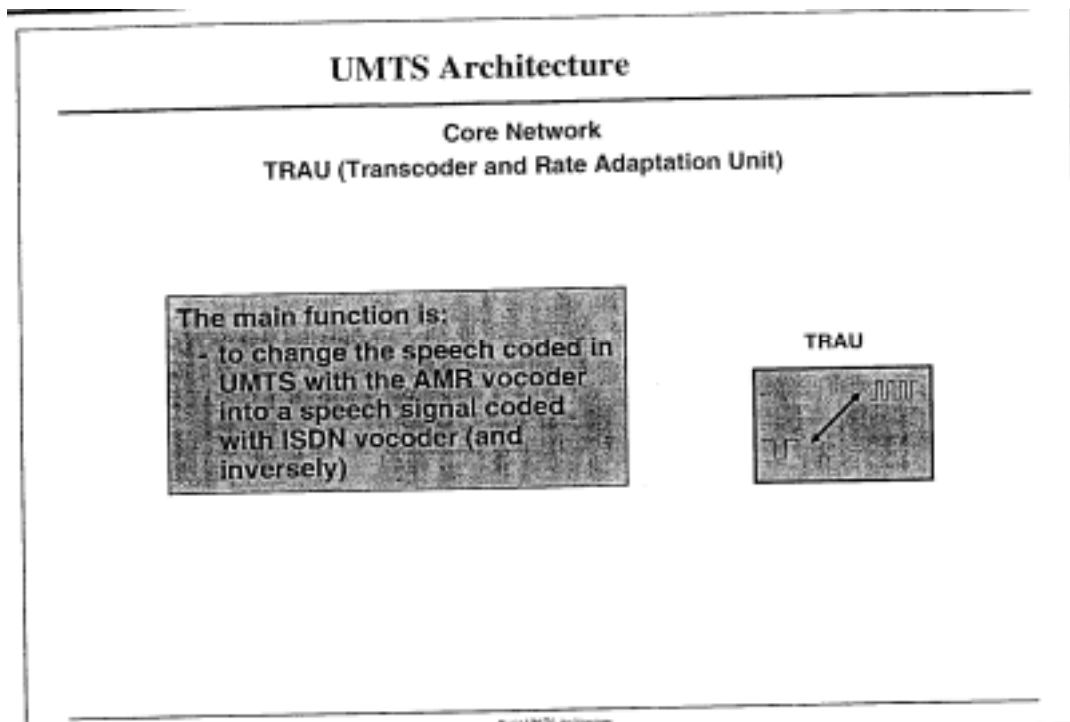 UMTS Architecture
Core Network
TRAU (Transcoder and Rate Adaptation Unit)
The main function is:
- to change the speech coded in
UMTS with the AMR vocoder
into a speech signal coded
with ISDN vocoder (and
inversely)
TRAU